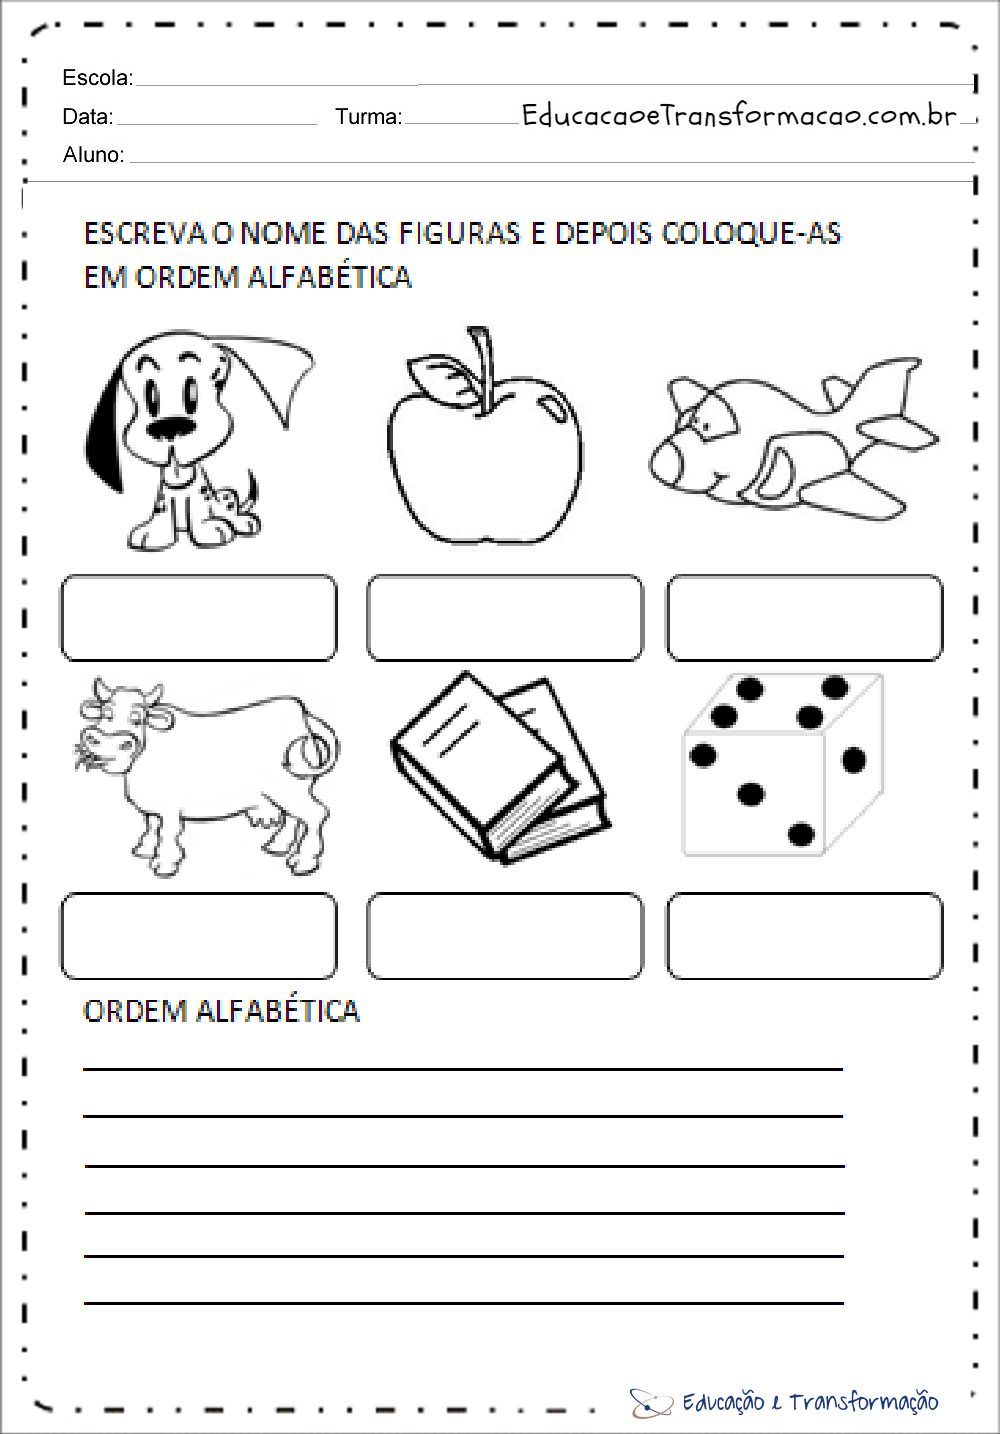 Escola:
Data: Turma: EducacaoeTransformacao.com.br
Aluno:
ESCREVA O NOME DAS FIGURAS E DEPOIS COLOQUE-AS
EM ORDEM ALFABÉTICA
ORDEM ALFABÉTICA
Educação e Transformação